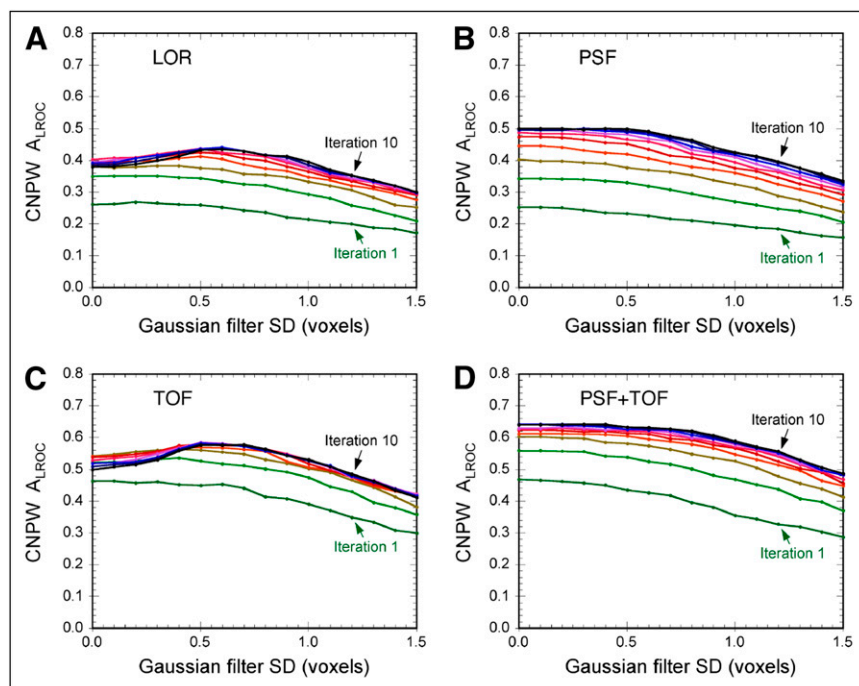 A
LOR
0.8
0.7
0.6
0.5
0.4
0.3
0.2
0.1
0.0
CNPW A_LROC
Iteration 10
Iteration 1
0.0 0.5 1.0 1.5
Gaussian filter SD (voxels)
B
PSF
0.8
0.7
0.6
0.5
0.4
0.3
0.2
0.1
0.0
CNPW A_LROC
Iteration 10
Iteration 1
0.0 0.5 1.0 1.5
Gaussian filter SD (voxels)
C
TOF
0.8
0.7
0.6
0.5
0.4
0.3
0.2
0.1
0.0
CNPW A_LROC
Iteration 10
Iteration 1
0.0 0.5 1.0 1.5
Gaussian filter SD (voxels)
D
PSF+TOF
0.8
0.7
0.6
0.5
0.4
0.3
0.2
0.1
0.0
CNPW A_LROC
Iteration 10
Iteration 1
0.0 0.5 1.0 1.5
Gaussian filter SD (voxels)